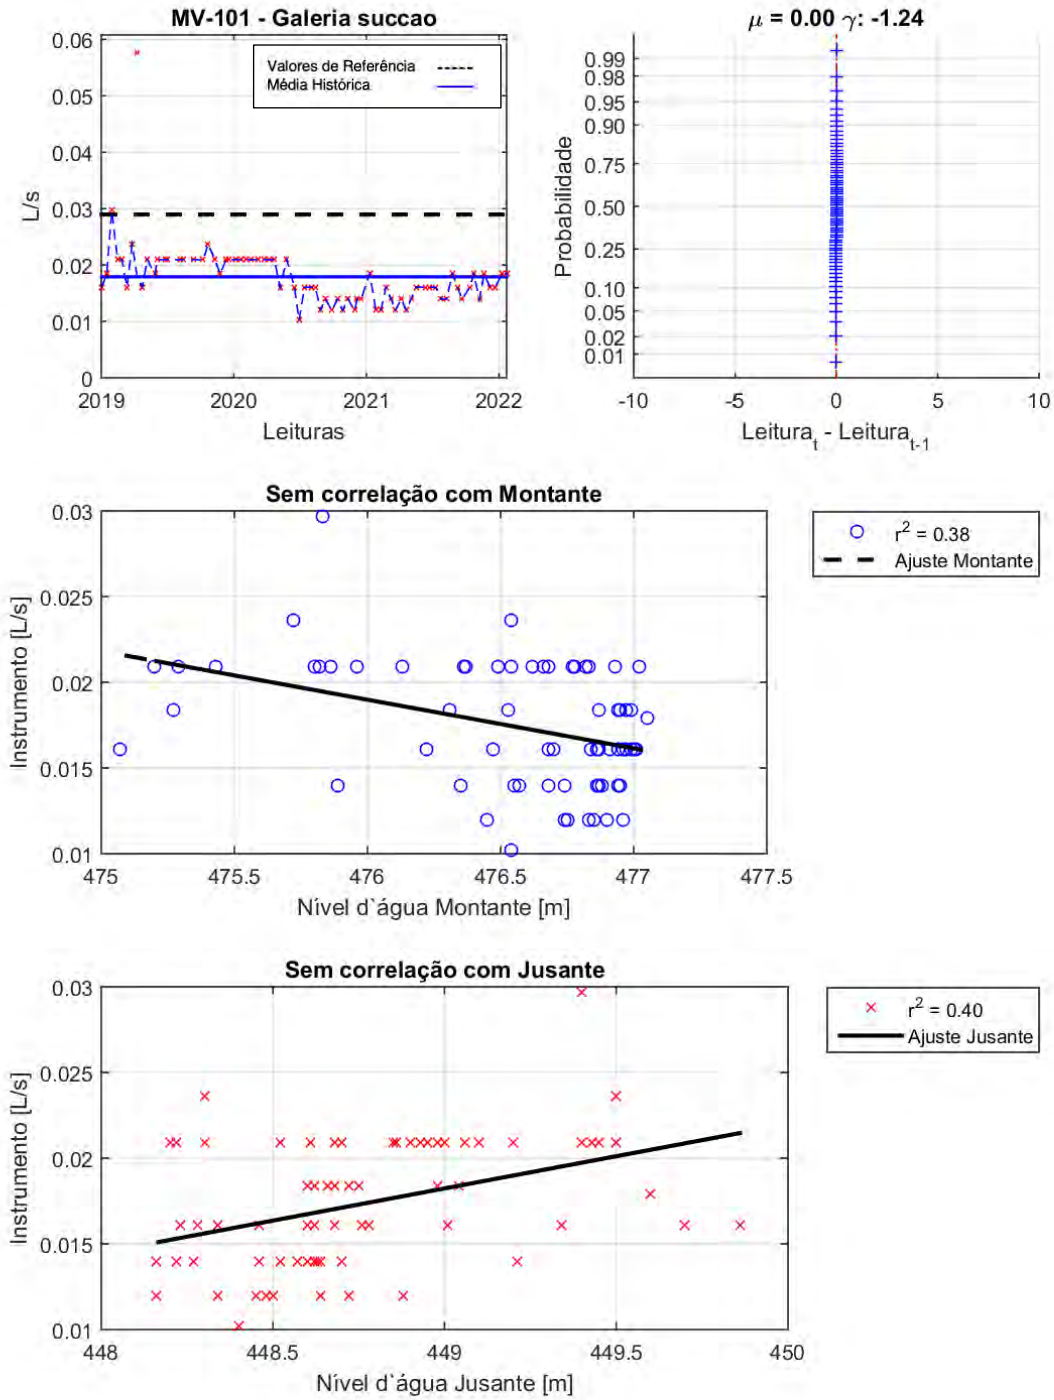 MV-101 - Galeria succao
0.06
0.05
0.04
0.03
0.02
0.01
0
L/s
Valores de Referência
Média Histórica
2019
2020
2021
2022
Leituras
μ = 0.00 γ: -1.24
0.99
0.98
0.95
0.90
0.75
0.50
0.25
0.10
0.05
0.02
0.01
Probabilidade
-10
-5
0
5
10
Leitura_t - Leitura_t-1
Sem correlação com Montante
0.03
0.025
0.02
0.015
0.01
Instrumento [L/s]
r² = 0.38
Ajuste Montante
475
475.5
476
476.5
477
477.5
Nível d`água Montante [m]
Sem correlação com Jusante
0.03
0.025
0.02
0.015
0.01
Instrumento [L/s]
r² = 0.40
Ajuste Jusante
448
448.5
449
449.5
450
Nível d`água Jusante [m]